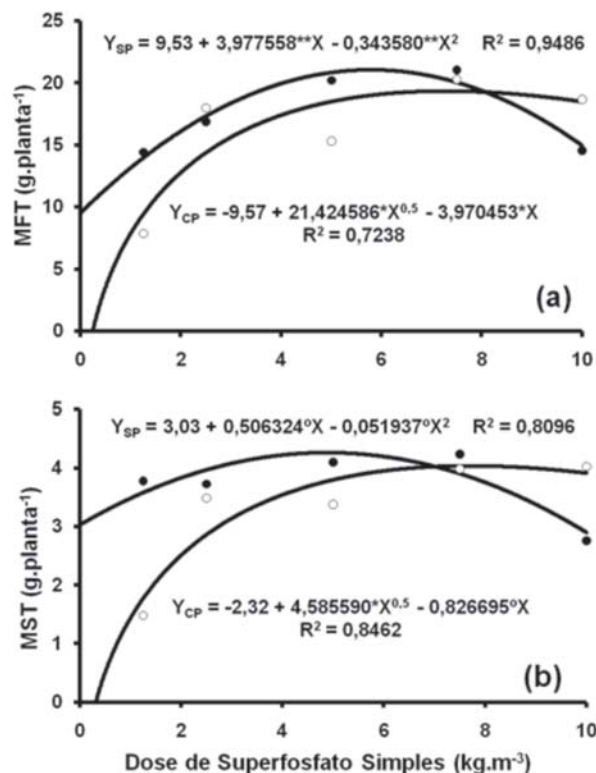 25
Y_SP = 9,53 + 3,977558**X - 0,343580**X² R² = 0,9486
20
15
10
Y_CP = -9,57 + 21,424586*X^0,5 - 3,970453*X
R² = 0,7238
5
0
MFT (g.planta⁻¹)
(a)
0 2 4 6 8 10
5
Y_SP = 3,03 + 0,506324ºX - 0,051937ºX² R² = 0,8096
4
3
2
Y_CP = -2,32 + 4,585590*X^0,5 - 0,826695ºX
R² = 0,8462
1
0
MST (g.planta⁻¹)
(b)
0 2 4 6 8 10
Dose de Superfosfato Simples (kg.m⁻³)